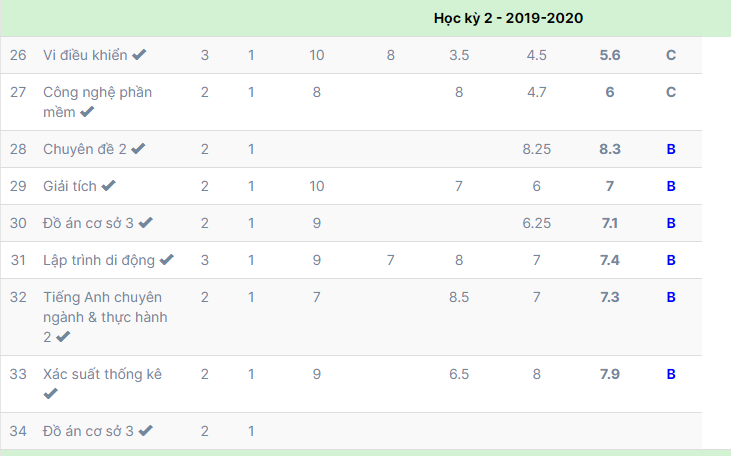 Học kỳ 2 - 2019-2020
26 Vi điều khiển ✔ 3 1 10 8 3.5 4.5 5.6 C
27 Công nghệ phần 2 1 8 8 4.7 6 C
mềm ✔
28 Chuyên đề 2 ✔ 2 1 8.25 8.3 B
29 Giải tích ✔ 2 1 10 7 6 7 B
30 Đồ án cơ sở 3 ✔ 2 1 9 6.25 7.1 B
31 Lập trình di động ✔ 3 1 9 7 8 7 7.4 B
32 Tiếng Anh chuyên 2 1 7 8.5 7 7.3 B
ngành & thực hành
2 ✔
33 Xác suất thống kê 2 1 9 6.5 8 7.9 B
✔
34 Đồ án cơ sở 3 ✔ 2 1